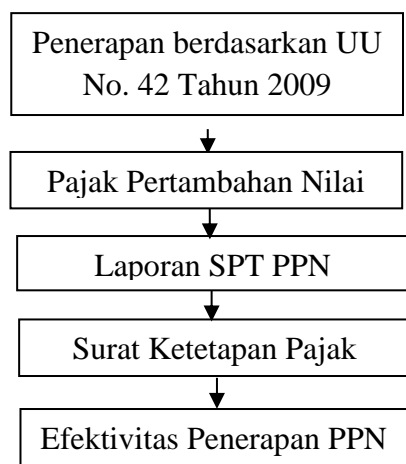 Penerapan berdasarkan UU
No. 42 Tahun 2009
Pajak Pertambahan Nilai
Laporan SPT PPN
Surat Ketetapan Pajak
Efektivitas Penerapan PPN